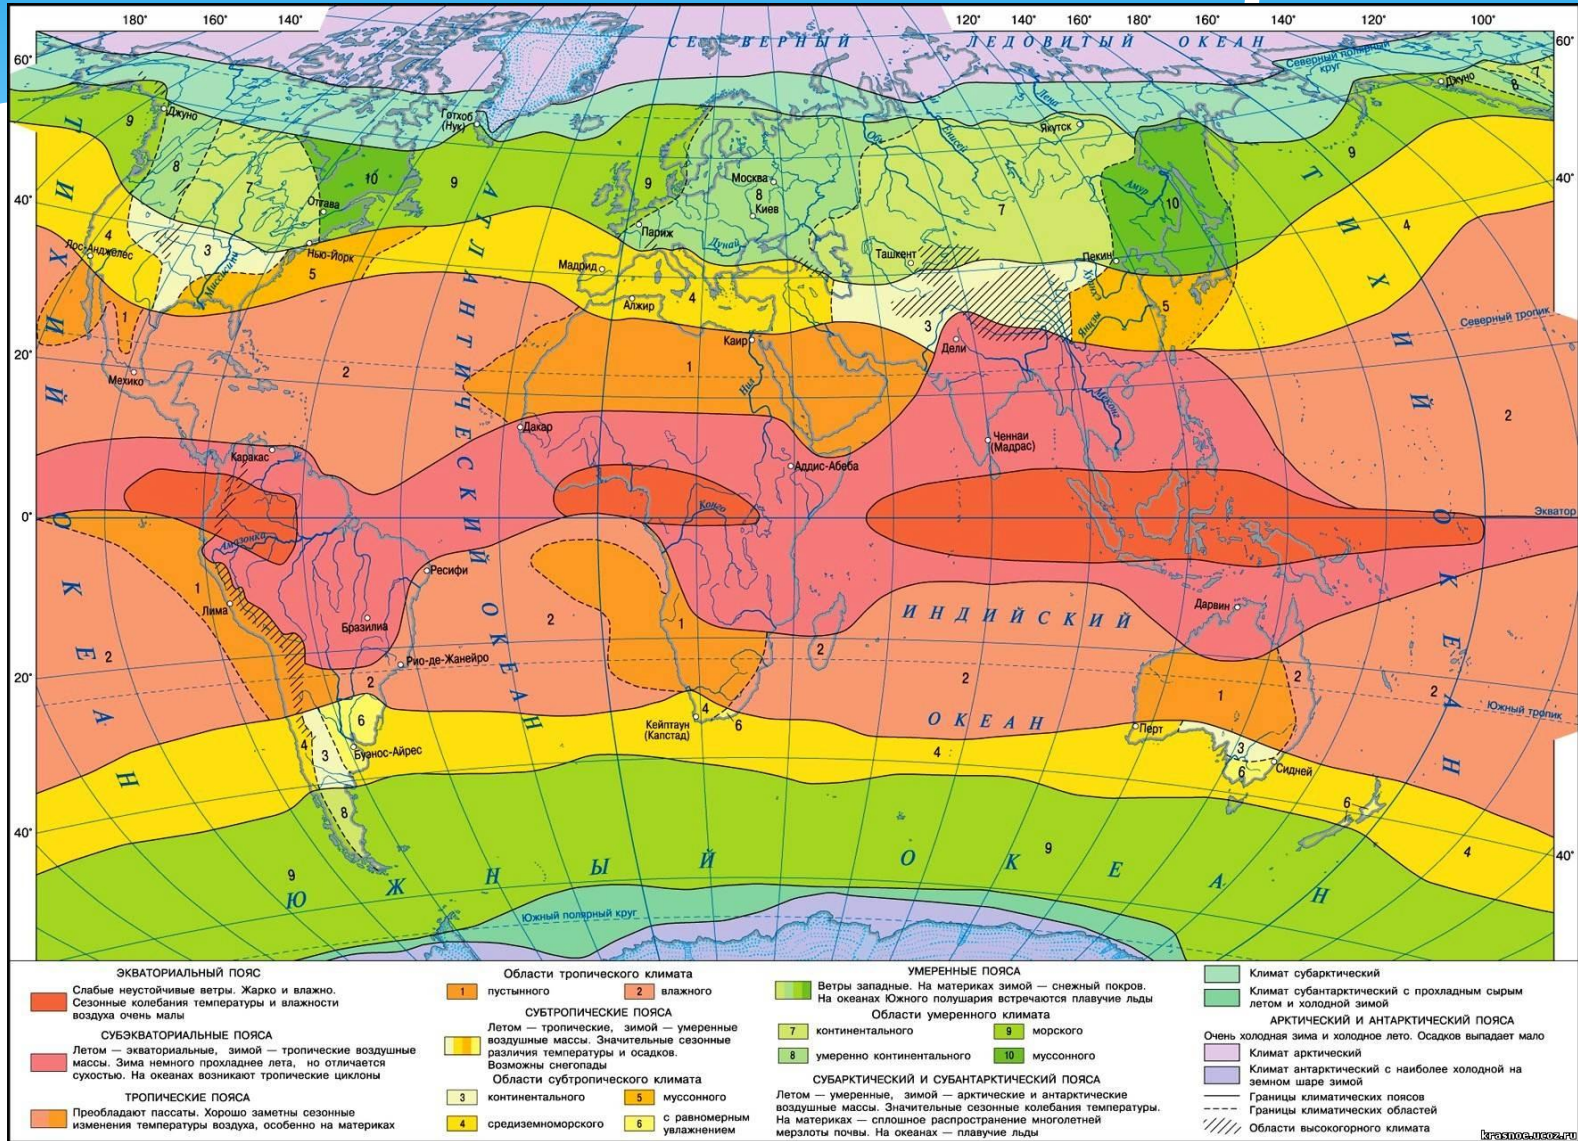 180° 160° 140° 120° 140° 160° 180° 160° 140° 120° 100°
60° 60°
СЕВЕРНЫЙ ЛЕДОВИТЫЙ ОКЕАН
Северный полярный
круг
Джуно
Джуно
Готхоб
(Нук)
Лена
Якутск
Енисей
Обь
Амур
Москва
Киев
Оттава
40° 40°
Париж
Дунай
Ташкент
Пекин
Лос-Анджелес
Нью-Йорк
Миссисипи
Мадрид
Алжир
Хуанхэ
Янцзы
Северный тропик
Каир
Нил
Дели
20°
Мехико
Меконг
Дакар
Ченнаи
(Мадрас)
Каракас
Аддис-Абеба
Конго
0°
Экватор
Амазонка
Ресифи
Лима
Дарвин
Бразилиа
Рио-де-Жанейро
20°
Южный тропик
Кейптаун
(Капстад)
Перт
Буэнос-Айрес
Сидней
40° 40°
ТИХИЙ ОКЕАН
АТЛАНТИЧЕСКИЙ ОКЕАН
ИНДИЙСКИЙ
ОКЕАН
ТИХИЙ ОКЕАН
ЮЖНЫЙ ОКЕАН
Южный полярный круг
ЭКВАТОРИАЛЬНЫЙ ПОЯС
Слабые неустойчивые ветры. Жарко и влажно.
Сезонные колебания температуры и влажности
воздуха очень малы
СУБЭКВАТОРИАЛЬНЫЕ ПОЯСА
Летом — экваториальные, зимой — тропические воздушные
массы. Зима немного прохладнее лета, но отличается
сухостью. На океанах возникают тропические циклоны
ТРОПИЧЕСКИЕ ПОЯСА
Преобладают пассаты. Хорошо заметны сезонные
изменения температуры воздуха, особенно на материках
Области тропического климата
1 пустынного 2 влажного
СУБТРОПИЧЕСКИЕ ПОЯСА
Летом — тропические, зимой — умеренные
воздушные массы. Значительные сезонные
различия температуры и осадков.
Возможны снегопады
Области субтропического климата
3 континентального 5 муссонного
4 средиземноморского 6 с равномерным
увлажнением
УМЕРЕННЫЕ ПОЯСА
Ветры западные. На материках зимой — снежный покров.
На океанах Южного полушария встречаются плавучие льды
Области умеренного климата
7 континентального 9 морского
8 умеренно континентального 10 муссонного
СУБАРКТИЧЕСКИЙ И СУБАНТАРКТИЧЕСКИЙ ПОЯСА
Летом — умеренные, зимой — арктические и антарктические
воздушные массы. Значительные сезонные колебания температуры.
На материках — сплошное распространие многолетней
мерзлоты почвы. На океанах — плавучие льды
Климат субарктический
Климат субантарктический с прохладным сырым
летом и холодной зимой
АРКТИЧЕСКИЙ И АНТАРКТИЧЕСКИЙ ПОЯСА
Очень холодная зима и холодное лето. Осадков выпадает мало
Климат арктический
Климат антарктический с наиболее холодной на
земном шаре зимой
Границы климатических поясов
Границы климатических областей
Области высокогорного климата
krasnoe.ucoz.ru